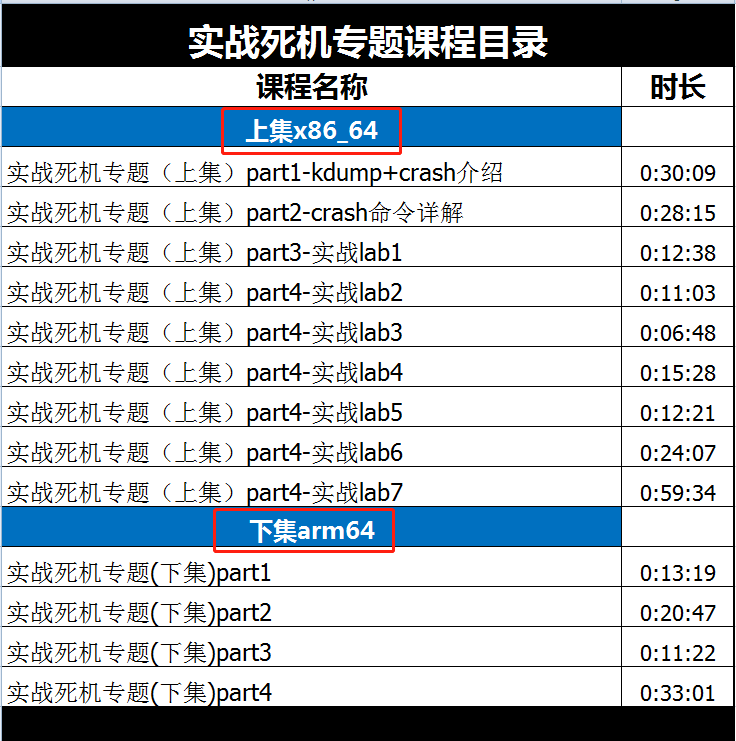 实战死机专题课程目录
课程名称 时长
上集x86_64
实战死机专题（上集）part1-kdump+crash介绍 0:30:09
实战死机专题（上集）part2-crash命令详解 0:28:15
实战死机专题（上集）part3-实战lab1 0:12:38
实战死机专题（上集）part4-实战lab2 0:11:03
实战死机专题（上集）part4-实战lab3 0:06:48
实战死机专题（上集）part4-实战lab4 0:15:28
实战死机专题（上集）part4-实战lab5 0:12:21
实战死机专题（上集）part4-实战lab6 0:24:07
实战死机专题（上集）part4-实战lab7 0:59:34
下集arm64
实战死机专题(下集)part1 0:13:19
实战死机专题(下集)part2 0:20:47
实战死机专题(下集)part3 0:11:22
实战死机专题(下集)part4 0:33:01